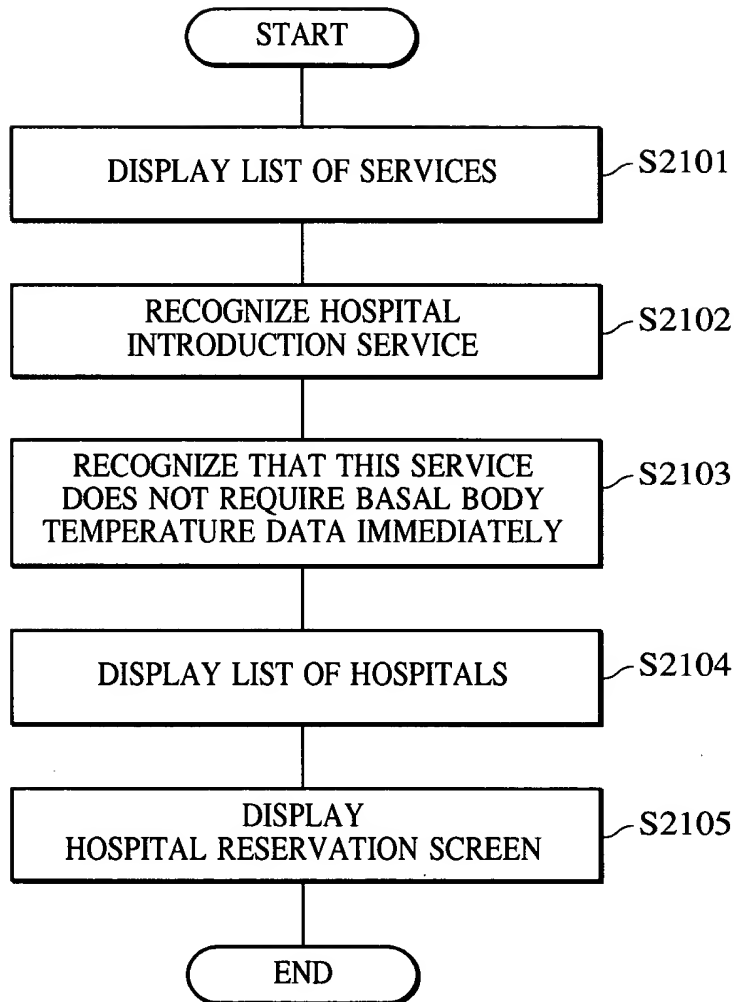 START
DISPLAY LIST OF SERVICES
S2101
RECOGNIZE HOSPITAL
INTRODUCTION SERVICE
S2102
RECOGNIZE THAT THIS SERVICE
DOES NOT REQUIRE BASAL BODY
TEMPERATURE DATA IMMEDIATELY
S2103
DISPLAY LIST OF HOSPITALS
S2104
DISPLAY
HOSPITAL RESERVATION SCREEN
S2105
END